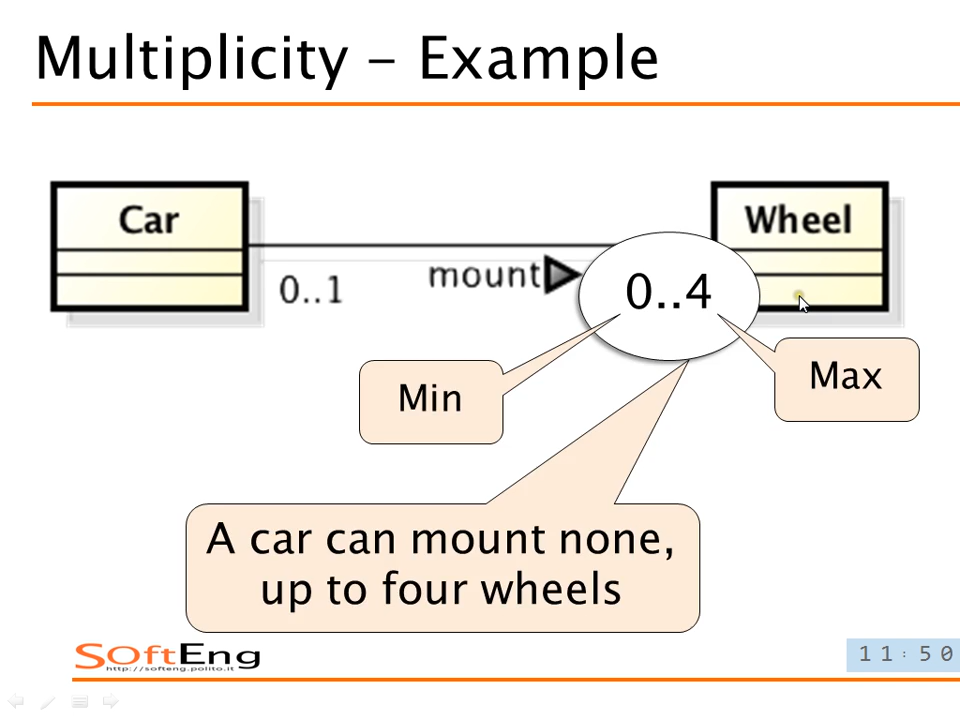 Multiplicity – Example
Car
Wheel
0..1
mount
0..4
Min
Max
A car can mount none,
up to four wheels
SOftEng
http://softeng.polito.it
11:50